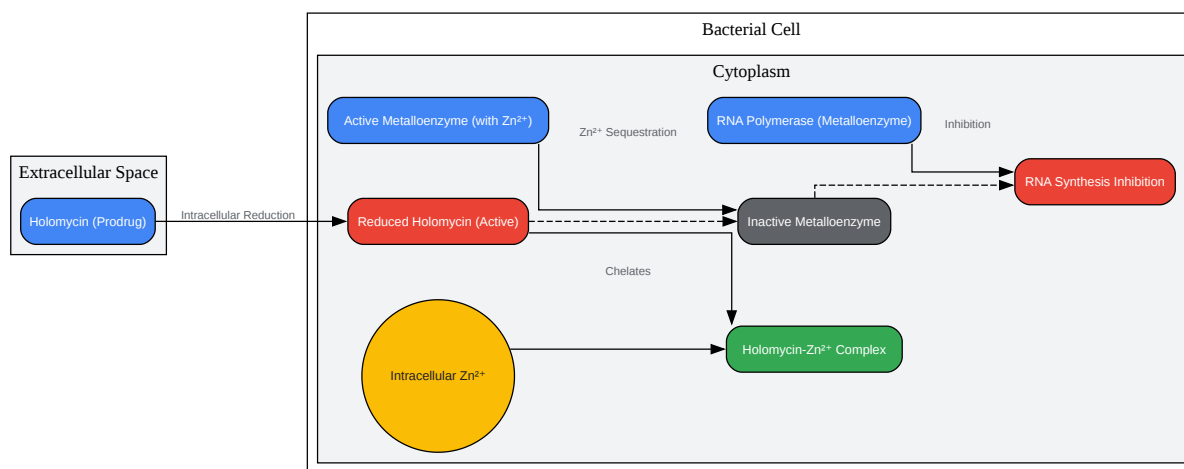 Bacterial Cell
Cytoplasm
Active Metalloenzyme (with Zn²⁺)
Zn²⁺ Sequestration
RNA Polymerase (Metalloenzyme)
Inhibition
Extracellular Space
RNA Synthesis Inhibition
Holomycin (Prodrug)
Intracellular Reduction
Reduced Holomycin (Active)
Inactive Metalloenzyme
Chelates
Holomycin-Zn²⁺ Complex
Intracellular Zn²⁺